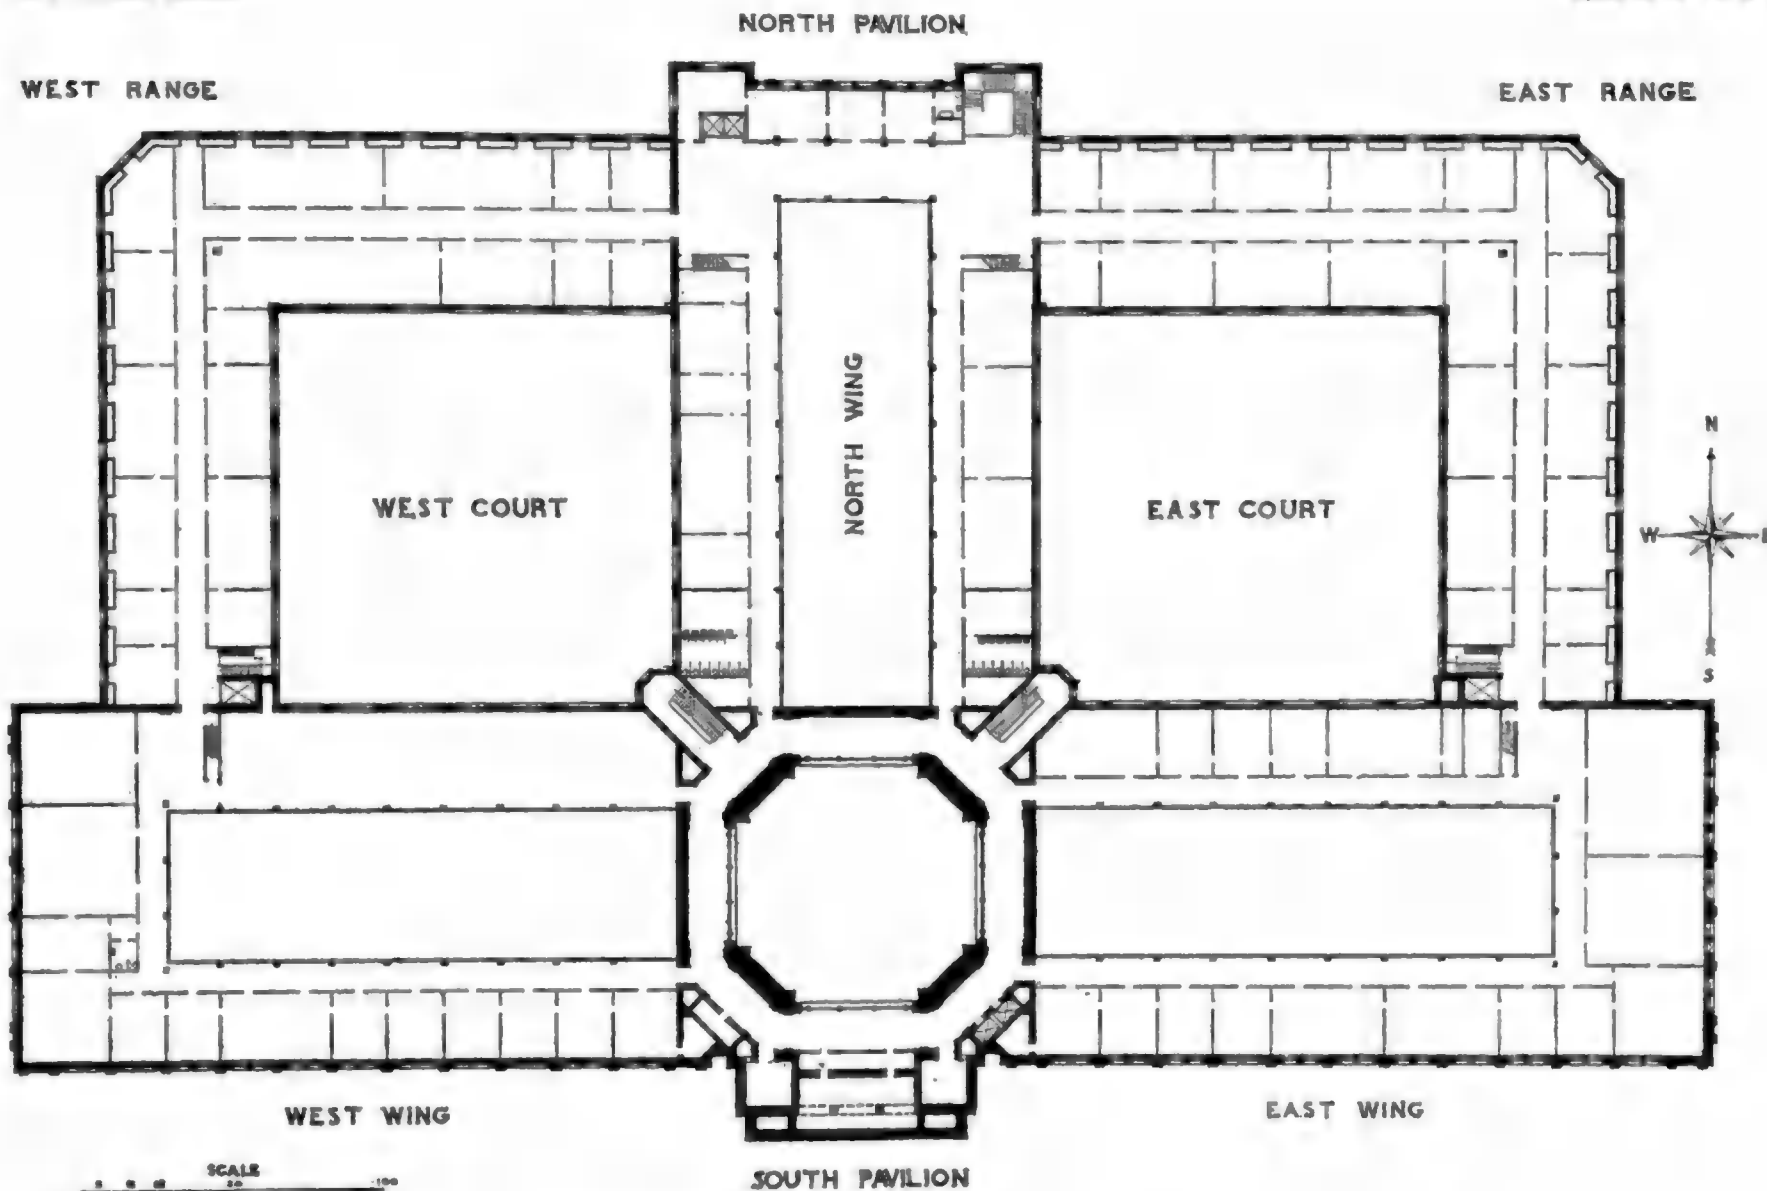 NORTH PAVILION
WEST RANGE
EAST RANGE
NORTH WING
WEST COURT
EAST COURT
N
W
S
WEST WING
EAST WING
SCALE
100
SOUTH PAVILION